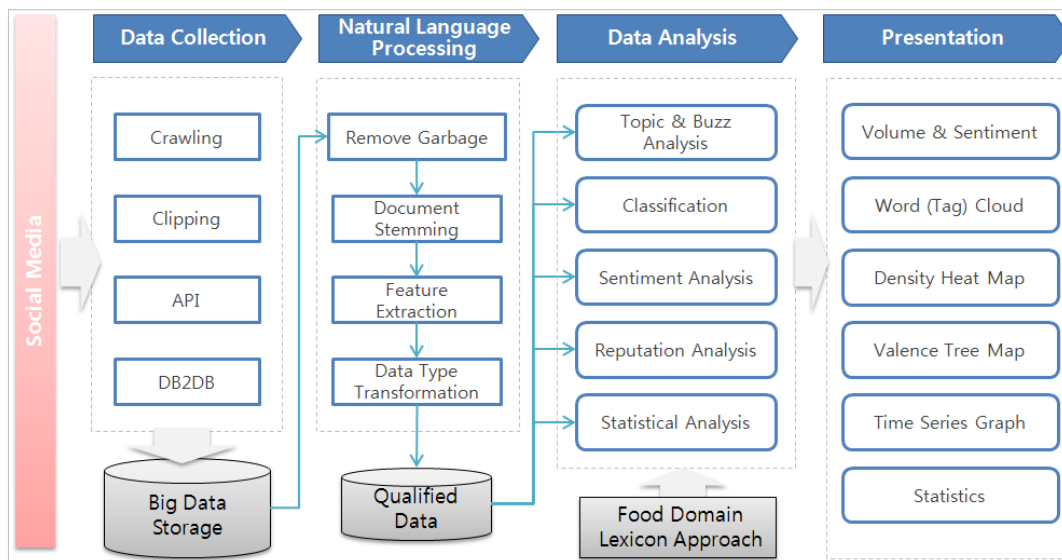 Social Media
Data Collection
Crawling
Clipping
API
DB2DB
Big Data
Storage
Natural Language
Processing
Remove Garbage
Document
Stemming
Feature
Extraction
Data Type
Transformation
Qualified
Data
Data Analysis
Topic & Buzz
Analysis
Classification
Sentiment Analysis
Reputation Analysis
Statistical Analysis
Food Domain
Lexicon Approach
Presentation
Volume & Sentiment
Word (Tag) Cloud
Density Heat Map
Valence Tree Map
Time Series Graph
Statistics